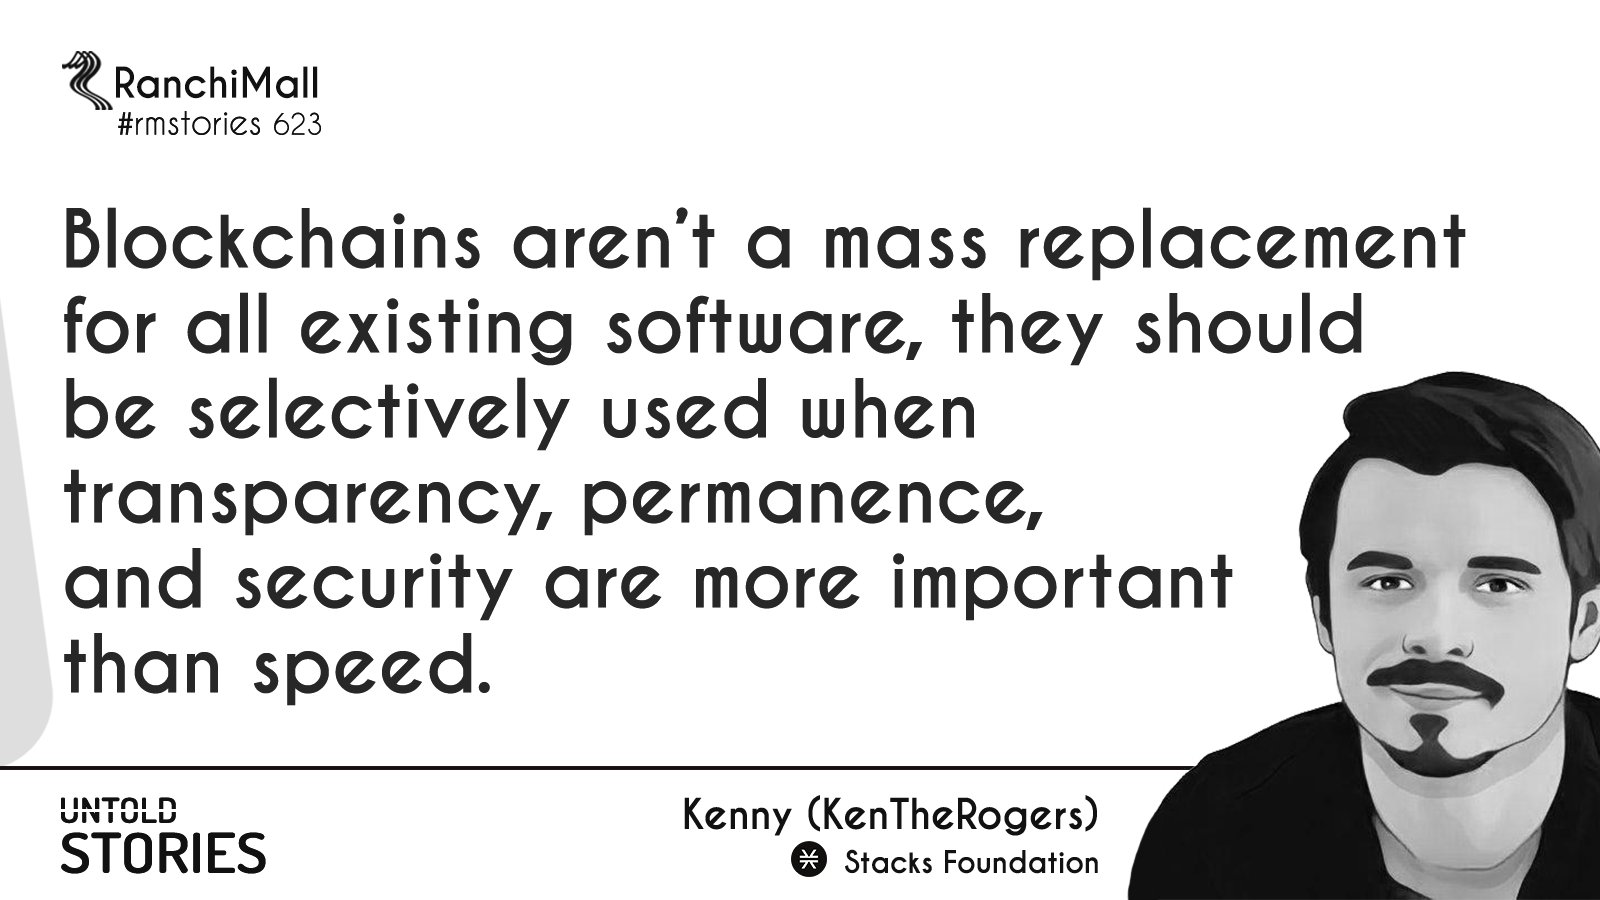 RanchiMall
#rmstories 623
Blockchains aren’t a mass replacement
for all existing software, they should
be selectively used when
transparency, permanence,
and security are more important
than speed.
UNTOLD
STORIES
Kenny (KenTheRogers)
Stacks Foundation